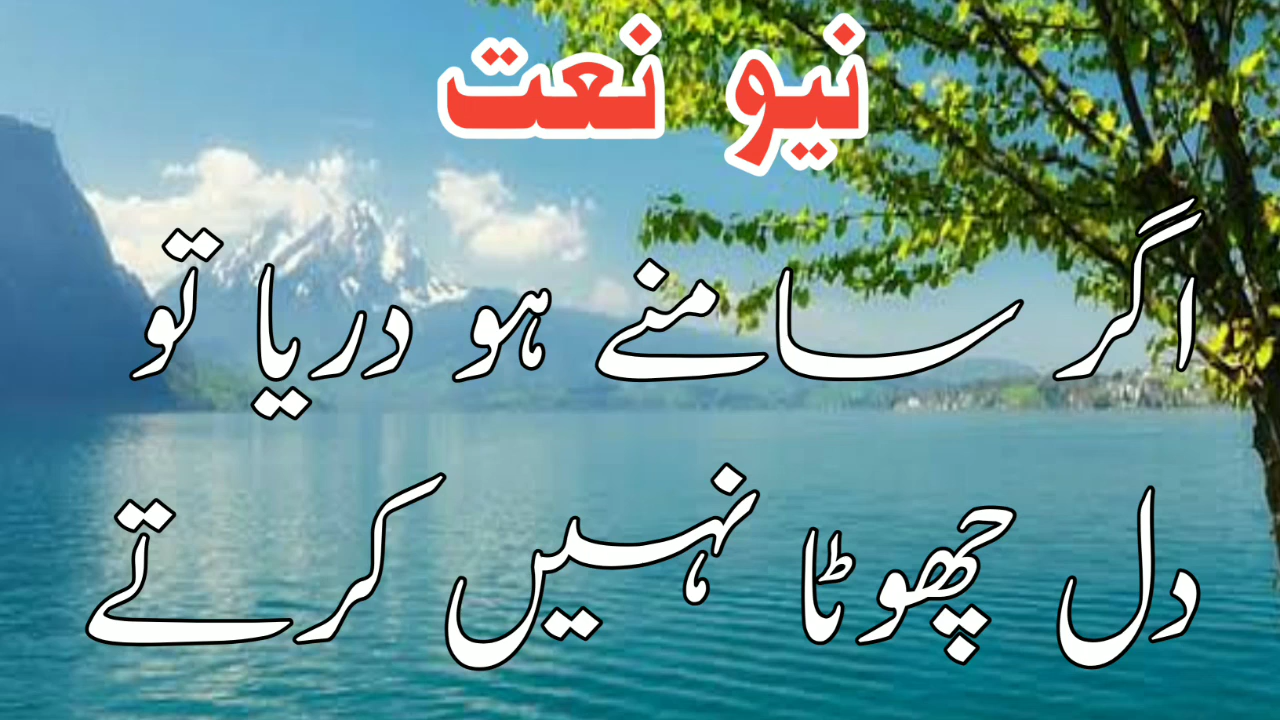 نیو نعت
اگر سامنے ہو دریا تو
دل چھوٹا نہیں کرتے